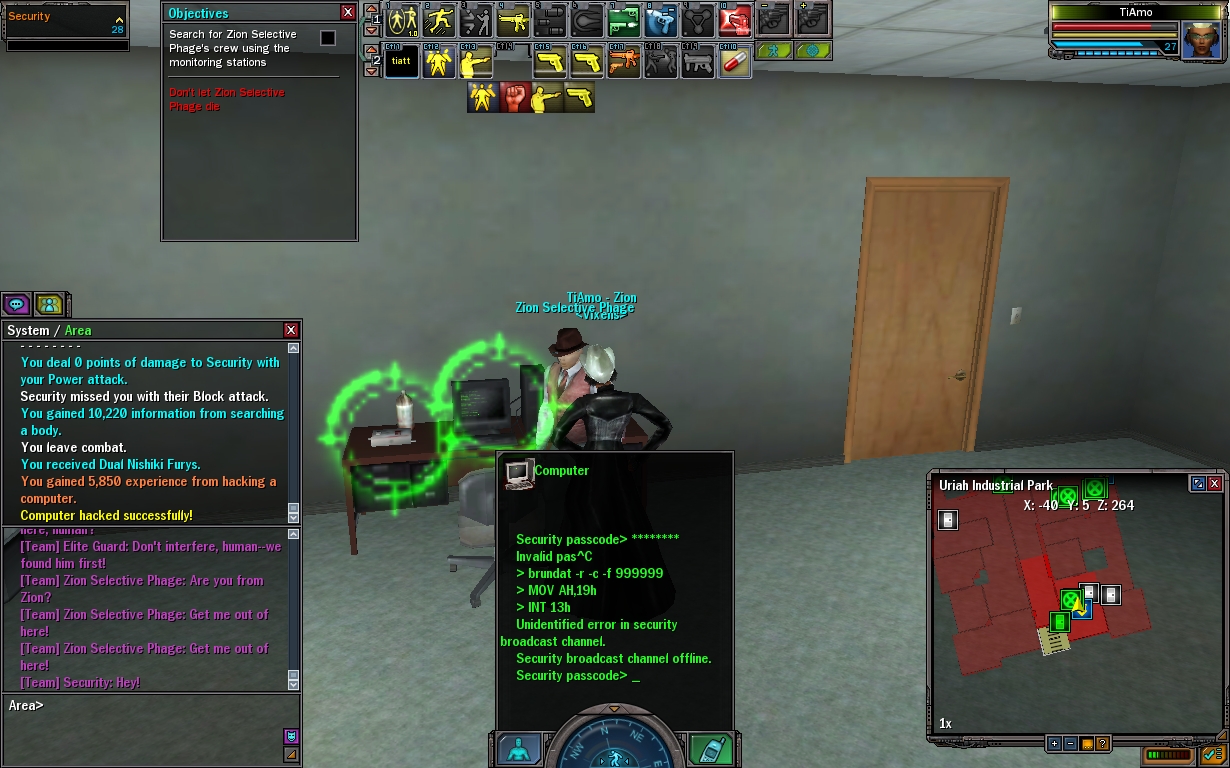 Security
28
Objectives
Search for Zion Selective
Phage's crew using the
monitoring stations
Don't let Zion Selective
Phage die
1
2
tiatt
TiAmo
27
TiAmo - Zion
Zion Selective Phage
<Vixens>
System / Area
--------
You deal 0 points of damage to Security with
your Power attack.
Security missed you with their Block attack.
You gained 10,220 information from searching
a body.
You leave combat.
You received Dual Nishiki Furys.
You gained 5,850 experience from hacking a
computer.
Computer hacked successfully!
here, human?
[Team] Elite Guard: Don't interfere, human--we
found him first!
[Team] Zion Selective Phage: Are you from
Zion?
[Team] Zion Selective Phage: Get me out of
here!
[Team] Zion Selective Phage: Get me out of
here!
[Team] Security: Hey!
Area>
Computer
Security passcode> ********
Invalid pas^C
> brundat -r -c -f 999999
> MOV AH,19h
> INT 13h
Unidentified error in security
broadcast channel.
Security broadcast channel offline.
Security passcode> _
NW
N
NE
E
Uriah Industrial Park
X: -40 Y: 5 Z: 264
1x